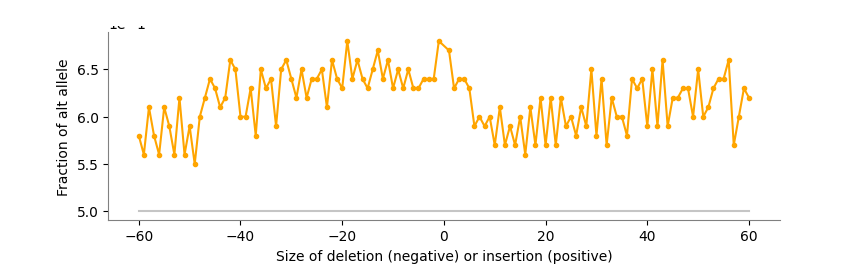 6.5
6.0
5.5
5.0
Fraction of alt allele
−60 −40 −20 0 20 40 60
Size of deletion (negative) or insertion (positive)